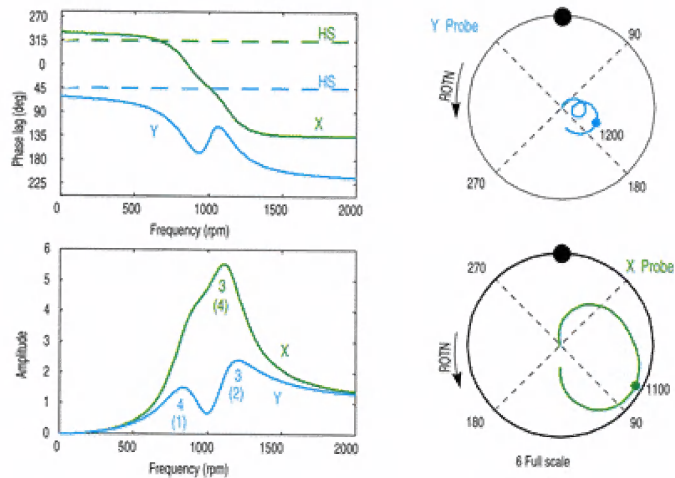 270
315
0
45
90
135
180
225
Phase lag (deg)
HS
HS
Y
X
0
500
1000
1500
2000
Frequency (rpm)
Y Probe
90
ROTN
1200
270
180
6
5
4
3
2
1
0
Amplitude
3
(4)
X
4
(1)
3
(2)
Y
0
500
1000
1500
2000
Frequency (rpm)
270
X Probe
ROTN
1100
180
90
6 Full scale